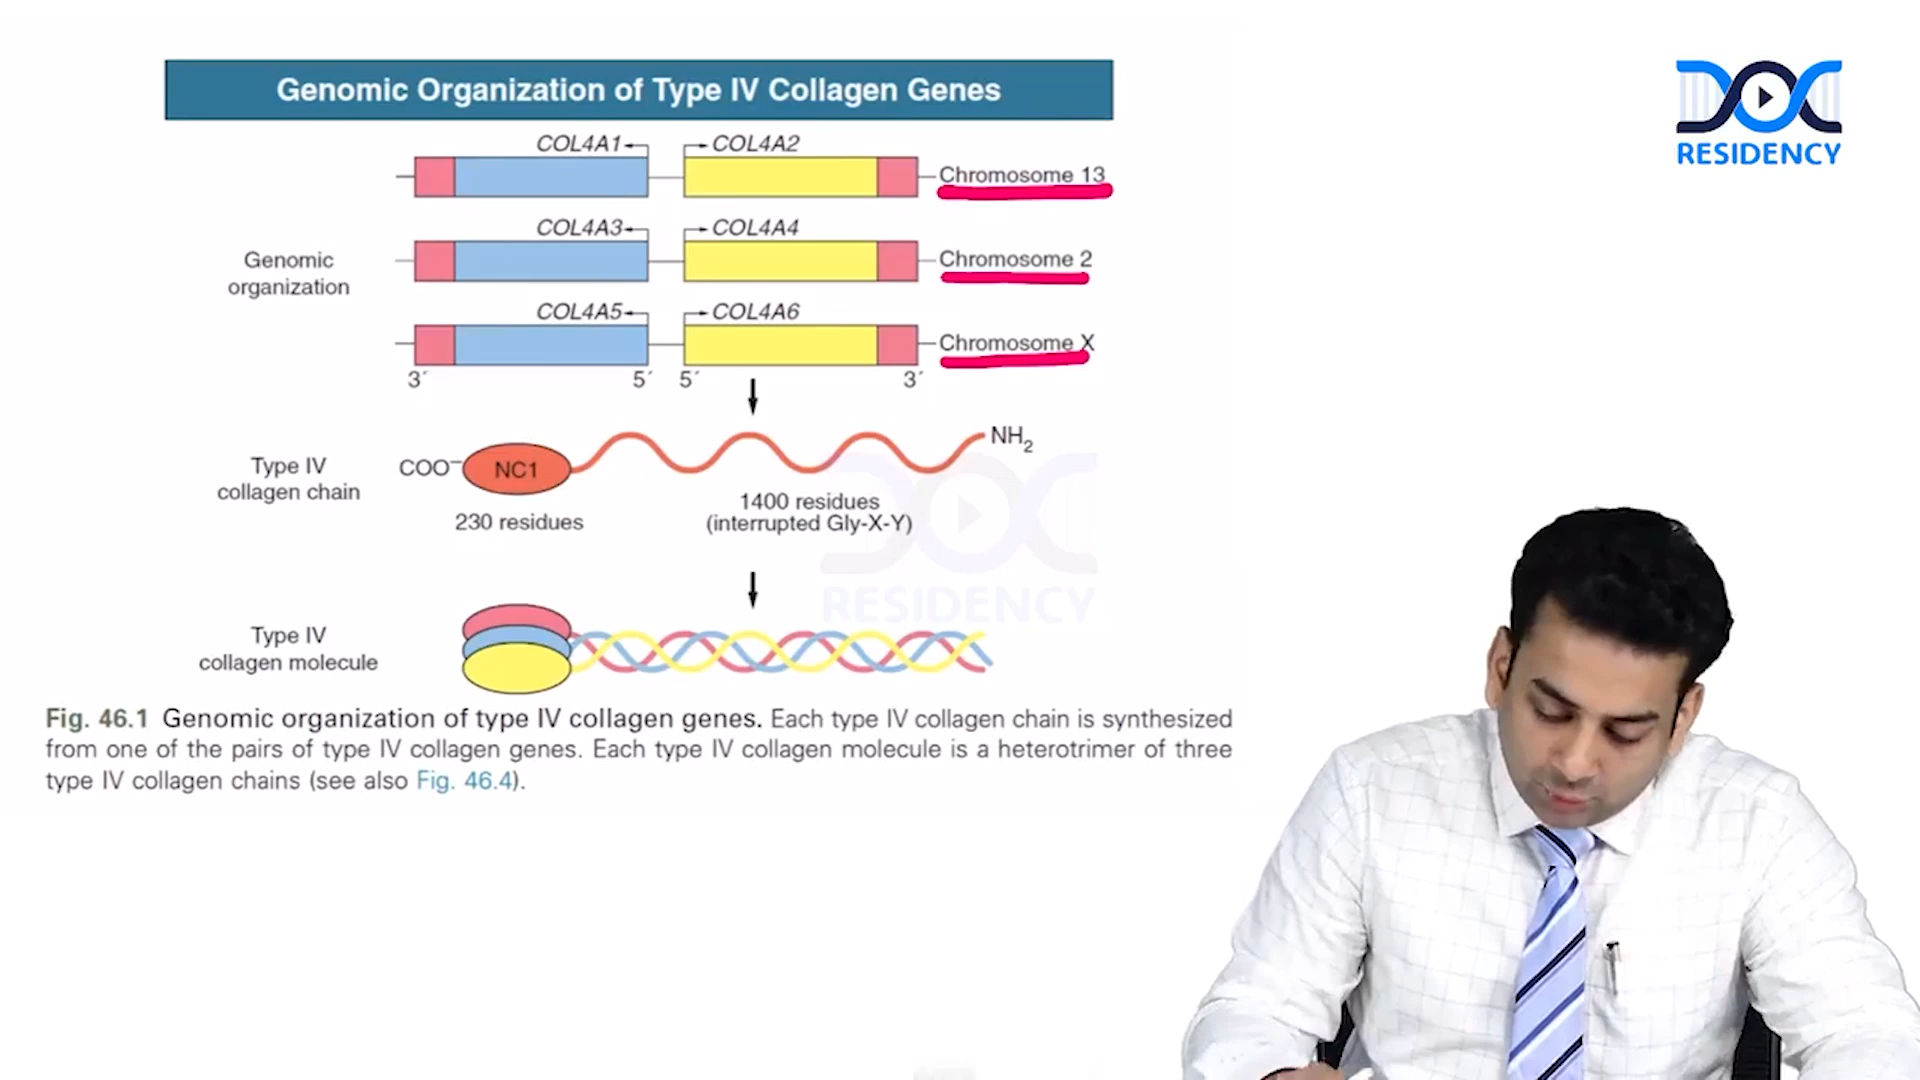 Genomic Organization of Type IV Collagen Genes
RESIDENCY
COL4A1 COL4A2
Chromosome 13
COL4A3 COL4A4
Chromosome 2
Genomic
organization
COL4A5 COL4A6
Chromosome X
3´ 5´ 5´ 3´
Type IV
collagen chain
COO⁻ NC1 NH₂
230 residues
1400 residues
(interrupted Gly-X-Y)
RESIDENCY
Type IV
collagen molecule
Fig. 46.1 Genomic organization of type IV collagen genes. Each type IV collagen chain is synthesized
from one of the pairs of type IV collagen genes. Each type IV collagen molecule is a heterotrimer of three
type IV collagen chains (see also Fig. 46.4).